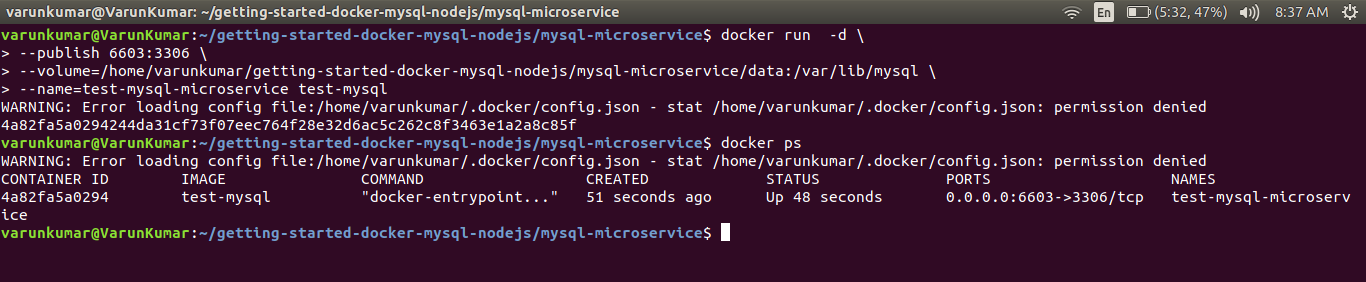 varunkumar@VarunKumar: ~/getting-started-docker-mysql-nodejs/mysql-microservice En (5:32, 47%) 8:37 AM
varunkumar@VarunKumar:~/getting-started-docker-mysql-nodejs/mysql-microservice$ docker run  -d \
> --publish 6603:3306 \
> --volume=/home/varunkumar/getting-started-docker-mysql-nodejs/mysql-microservice/data:/var/lib/mysql \
> --name=test-mysql-microservice test-mysql
WARNING: Error loading config file:/home/varunkumar/.docker/config.json - stat /home/varunkumar/.docker/config.json: permission denied
4a82fa5a0294244da31cf73f07eec764f28e32d6ac5c262c8f3463e1a2a8c85f
varunkumar@VarunKumar:~/getting-started-docker-mysql-nodejs/mysql-microservice$ docker ps
WARNING: Error loading config file:/home/varunkumar/.docker/config.json - stat /home/varunkumar/.docker/config.json: permission denied
CONTAINER ID        IMAGE               COMMAND                  CREATED             STATUS              PORTS                    NAMES
4a82fa5a0294        test-mysql          "docker-entrypoint..."   51 seconds ago      Up 48 seconds       0.0.0.0:6603->3306/tcp   test-mysql-microserv
ice
varunkumar@VarunKumar:~/getting-started-docker-mysql-nodejs/mysql-microservice$